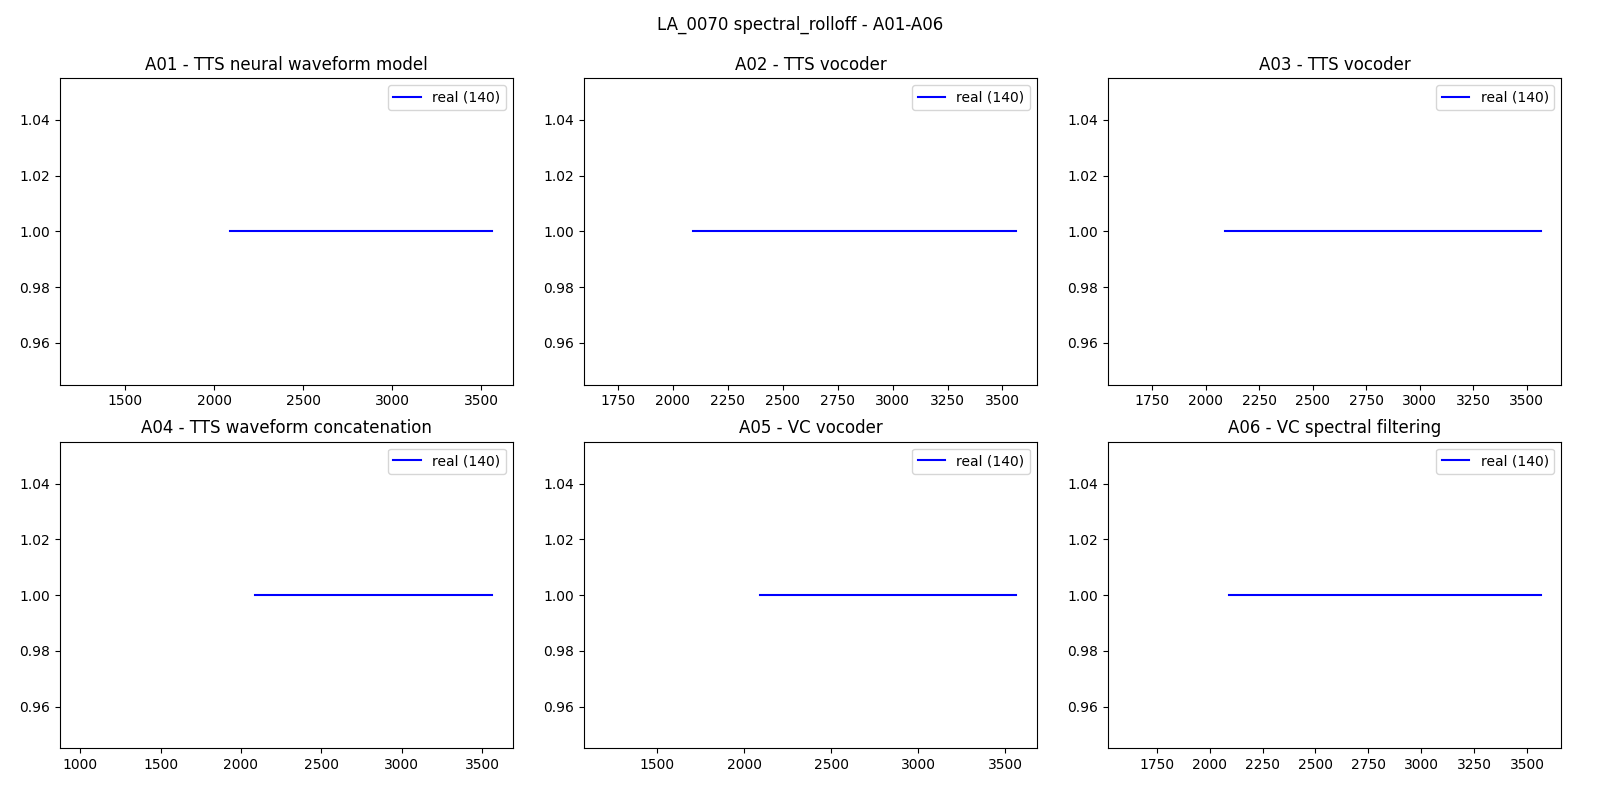 LA_0070 spectral_rolloff - A01-A06
A01 - TTS neural waveform model
real (140)
1.04
1.02
1.00
0.98
0.96
1500 2000 2500 3000 3500
A02 - TTS vocoder
real (140)
1.04
1.02
1.00
0.98
0.96
1750 2000 2250 2500 2750 3000 3250 3500
A03 - TTS vocoder
real (140)
1.04
1.02
1.00
0.98
0.96
1750 2000 2250 2500 2750 3000 3250 3500
A04 - TTS waveform concatenation
real (140)
1.04
1.02
1.00
0.98
0.96
1000 1500 2000 2500 3000 3500
A05 - VC vocoder
real (140)
1.04
1.02
1.00
0.98
0.96
1500 2000 2500 3000 3500
A06 - VC spectral filtering
real (140)
1.04
1.02
1.00
0.98
0.96
1750 2000 2250 2500 2750 3000 3250 3500